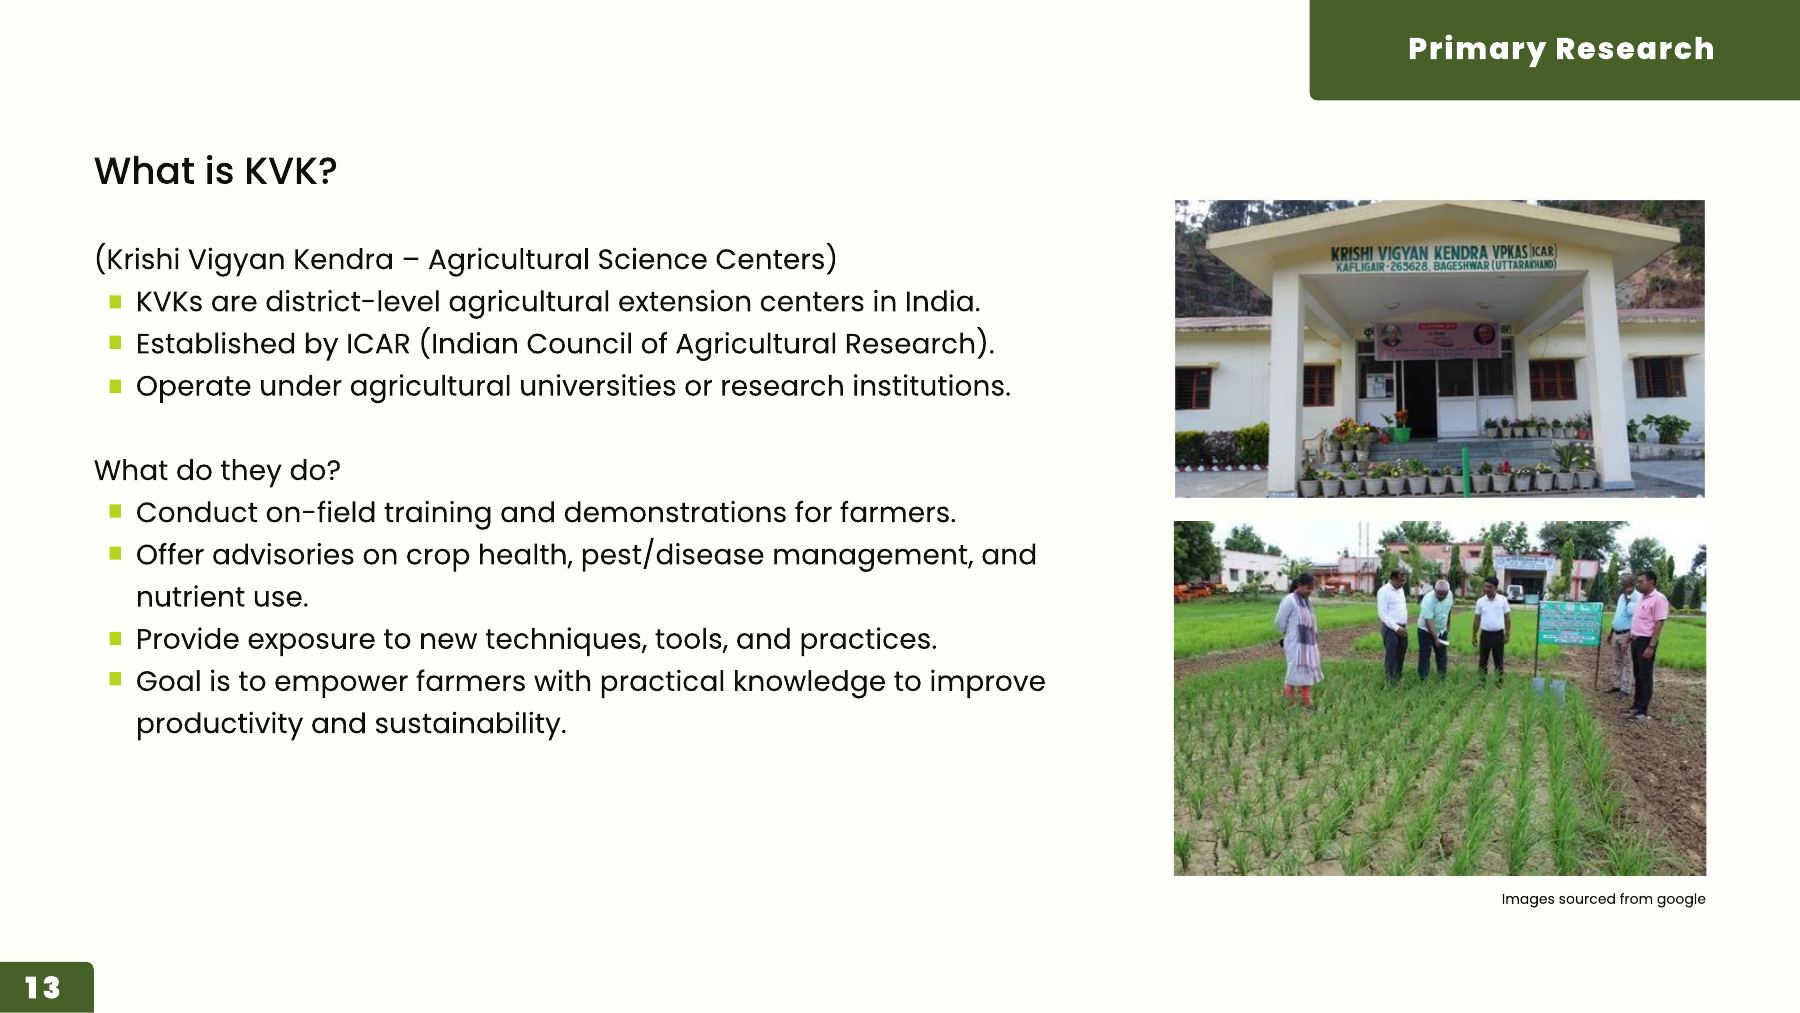 Primary Research
What is KVK?
(Krishi Vigyan Kendra – Agricultural Science Centers)
KVKs are district-level agricultural extension centers in India.
Established by ICAR (Indian Council of Agricultural Research).
Operate under agricultural universities or research institutions.
What do they do?
Conduct on-field training and demonstrations for farmers.
Offer advisories on crop health, pest/disease management, and
nutrient use.
Provide exposure to new techniques, tools, and practices.
Goal is to empower farmers with practical knowledge to improve
productivity and sustainability.
KRISHI VIGYAN KENDRA VPKAS (ICAR)
KAFLIGAIR-263628, BAGESHWAR (UTTARAKHAND)
Images sourced from google
13